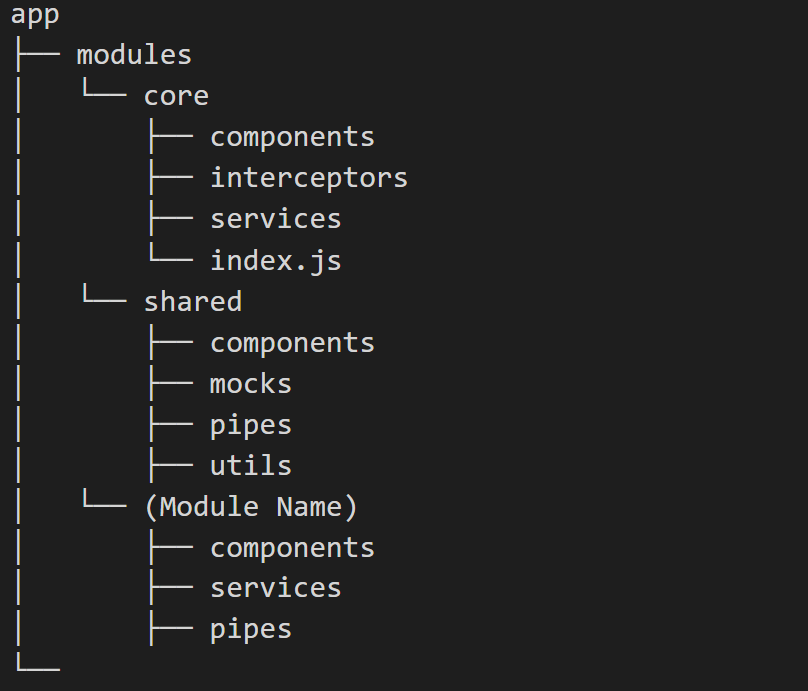 app
├── modules
│   └── core
│       ├── components
│       ├── interceptors
│       ├── services
│       └── index.js
│   └── shared
│       ├── components
│       ├── mocks
│       ├── pipes
│       ├── utils
│   └── (Module Name)
│       ├── components
│       ├── services
│       ├── pipes
└──